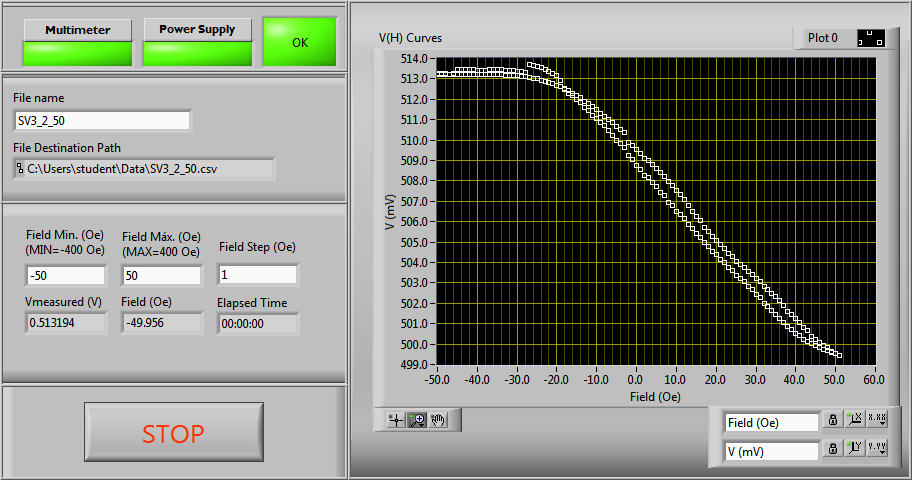 Multimeter
Power Supply
OK
File name
SV3_2_50
File Destination Path
C:\Users\student\Data\SV3_2_50.csv
Field Min. (Oe)
(MIN=-400 Oe)
Field Máx. (Oe)
(MAX=400 Oe)
Field Step (Oe)
-50
50
1
Vmeasured (V)
Field (Oe)
Elapsed Time
0.513194
-49.956
00:00:00
STOP
V(H) Curves
Plot 0
V (mV)
514.0
513.0
512.0
511.0
510.0
509.0
508.0
507.0
506.0
505.0
504.0
503.0
502.0
501.0
500.0
499.0
-50.0 -40.0 -30.0 -20.0 -10.0 0.0 10.0 20.0 30.0 40.0 50.0 60.0
Field (Oe)
Field (Oe)
X
X.XX
V (mV)
Y
Y.YY